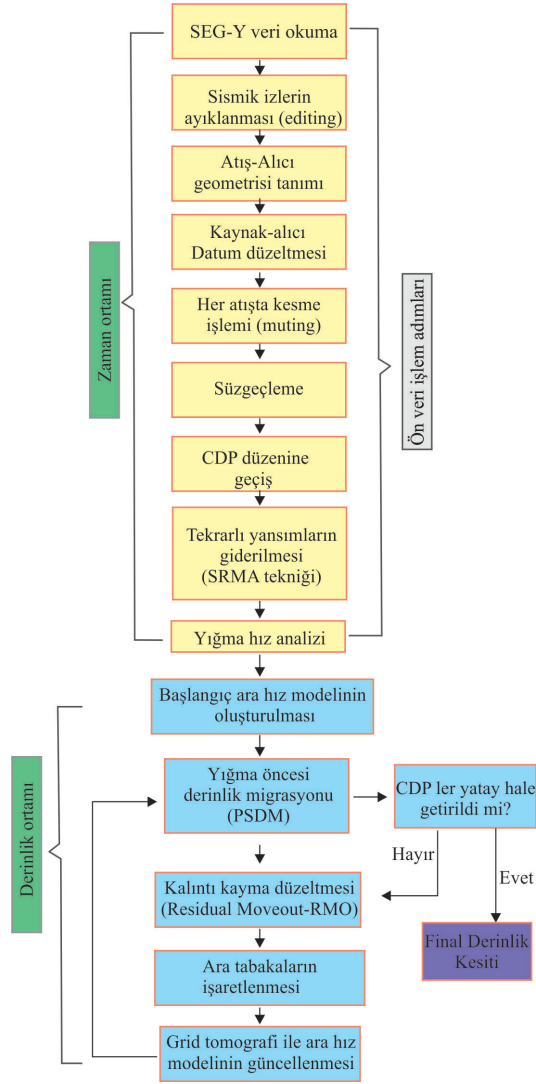 SEG-Y veri okuma
Sismik izlerin
ayıklanması (editing)
Atış-Alıcı
geometrisi tanımı
Kaynak-alıcı
Datum düzeltmesi
Her atışta kesme
işlemi (muting)
Süzgeçleme
CDP düzenine
geçiş
Tekrarlı yansımların
giderilmesi
(SRMA tekniği)
Yığma hız analizi
Zaman ortamı
Ön veri işlem adımları
Başlangıç ara hız modelinin
oluşturulması
Yığma öncesi
derinlik migrasyonu
(PSDM)
CDP ler yatay hale
getirildi mi?
Hayır
Evet
Kalıntı kayma düzeltmesi
(Residual Moveout-RMO)
Final Derinlik
Kesiti
Ara tabakaların
işaretlenmesi
Grid tomografi ile ara hız
modelinin güncellenmesi
Derinlik ortamı